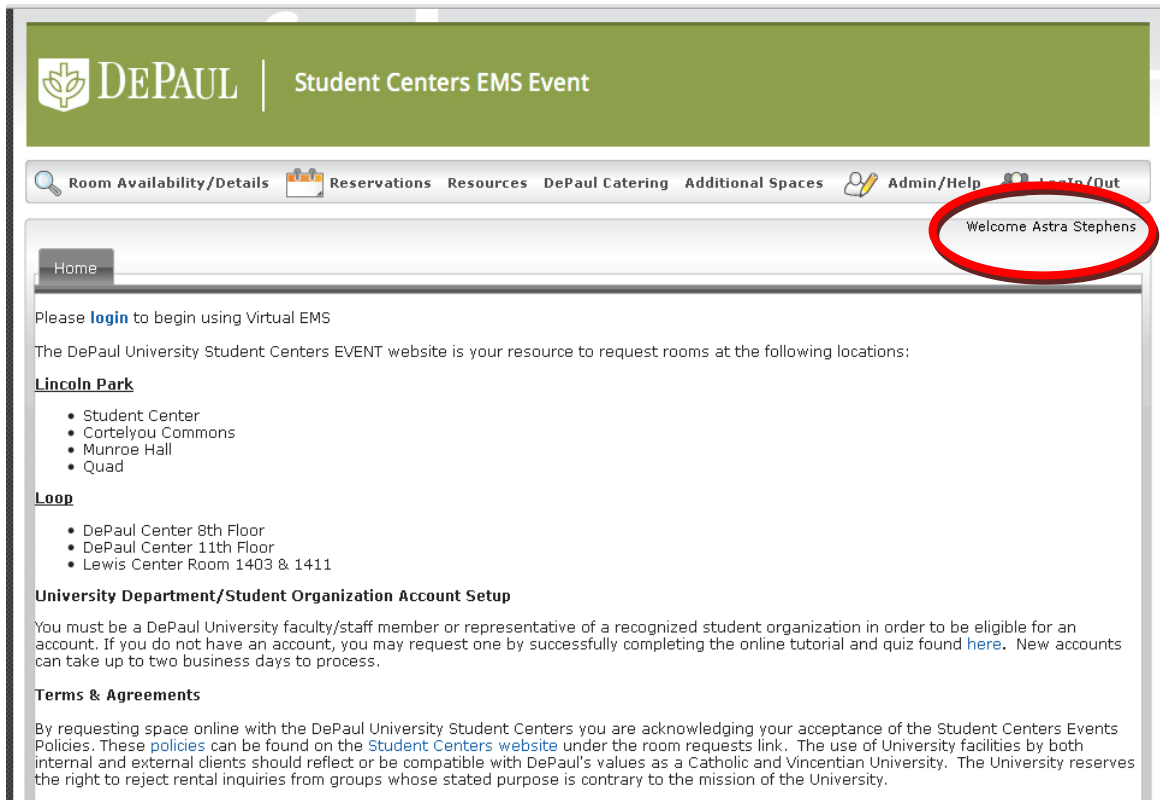 DEPAUL
Student Centers EMS Event
Room Availability/Details Reservations Resources DePaul Catering Additional Spaces Admin/Help LogIn/Out
Welcome Astra Stephens
Home
Please login to begin using Virtual EMS
The DePaul University Student Centers EVENT website is your resource to request rooms at the following locations:
Lincoln Park
• Student Center
• Cortelyou Commons
• Munroe Hall
• Quad
Loop
• DePaul Center 8th Floor
• DePaul Center 11th Floor
• Lewis Center Room 1403 & 1411
University Department/Student Organization Account Setup
You must be a DePaul University faculty/staff member or representative of a recognized student organization in order to be eligible for an
account. If you do not have an account, you may request one by successfully completing the online tutorial and quiz found here. New accounts
can take up to two business days to process.
Terms & Agreements
By requesting space online with the DePaul University Student Centers you are acknowledging your acceptance of the Student Centers Events
Policies. These policies can be found on the Student Centers website under the room requests link. The use of University facilities by both
internal and external clients should reflect or be compatible with DePaul's values as a Catholic and Vincentian University. The University reserves
the right to reject rental inquiries from groups whose stated purpose is contrary to the mission of the University.